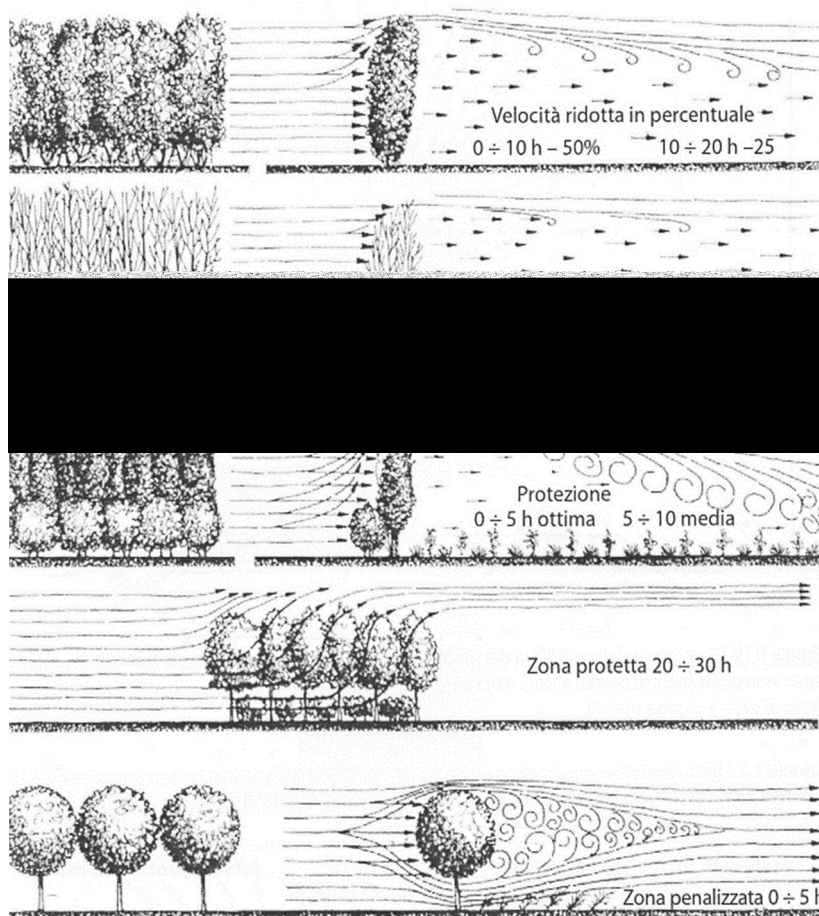 Velocità ridotta in percentuale
0 ÷ 10 h – 50% 10 ÷ 20 h –25
Protezione
0 ÷ 5 h ottima 5 ÷ 10 media
Zona protetta 20 ÷ 30 h
Zona penalizzata 0 ÷ 5 h